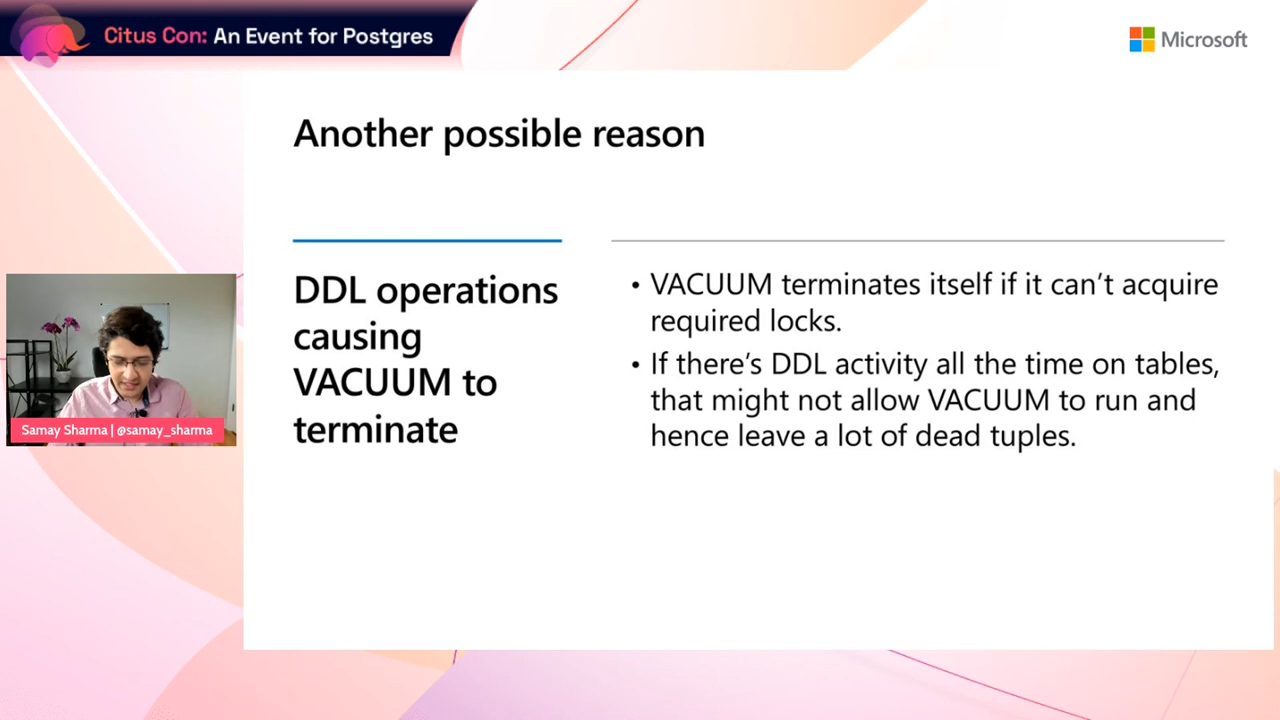 Citus Con: An Event for Postgres
Microsoft
Another possible reason
DDL operations
causing
VACUUM to
terminate
• VACUUM terminates itself if it can’t acquire
required locks.
• If there’s DDL activity all the time on tables,
that might not allow VACUUM to run and
hence leave a lot of dead tuples.
Samay Sharma | @samay_sharma